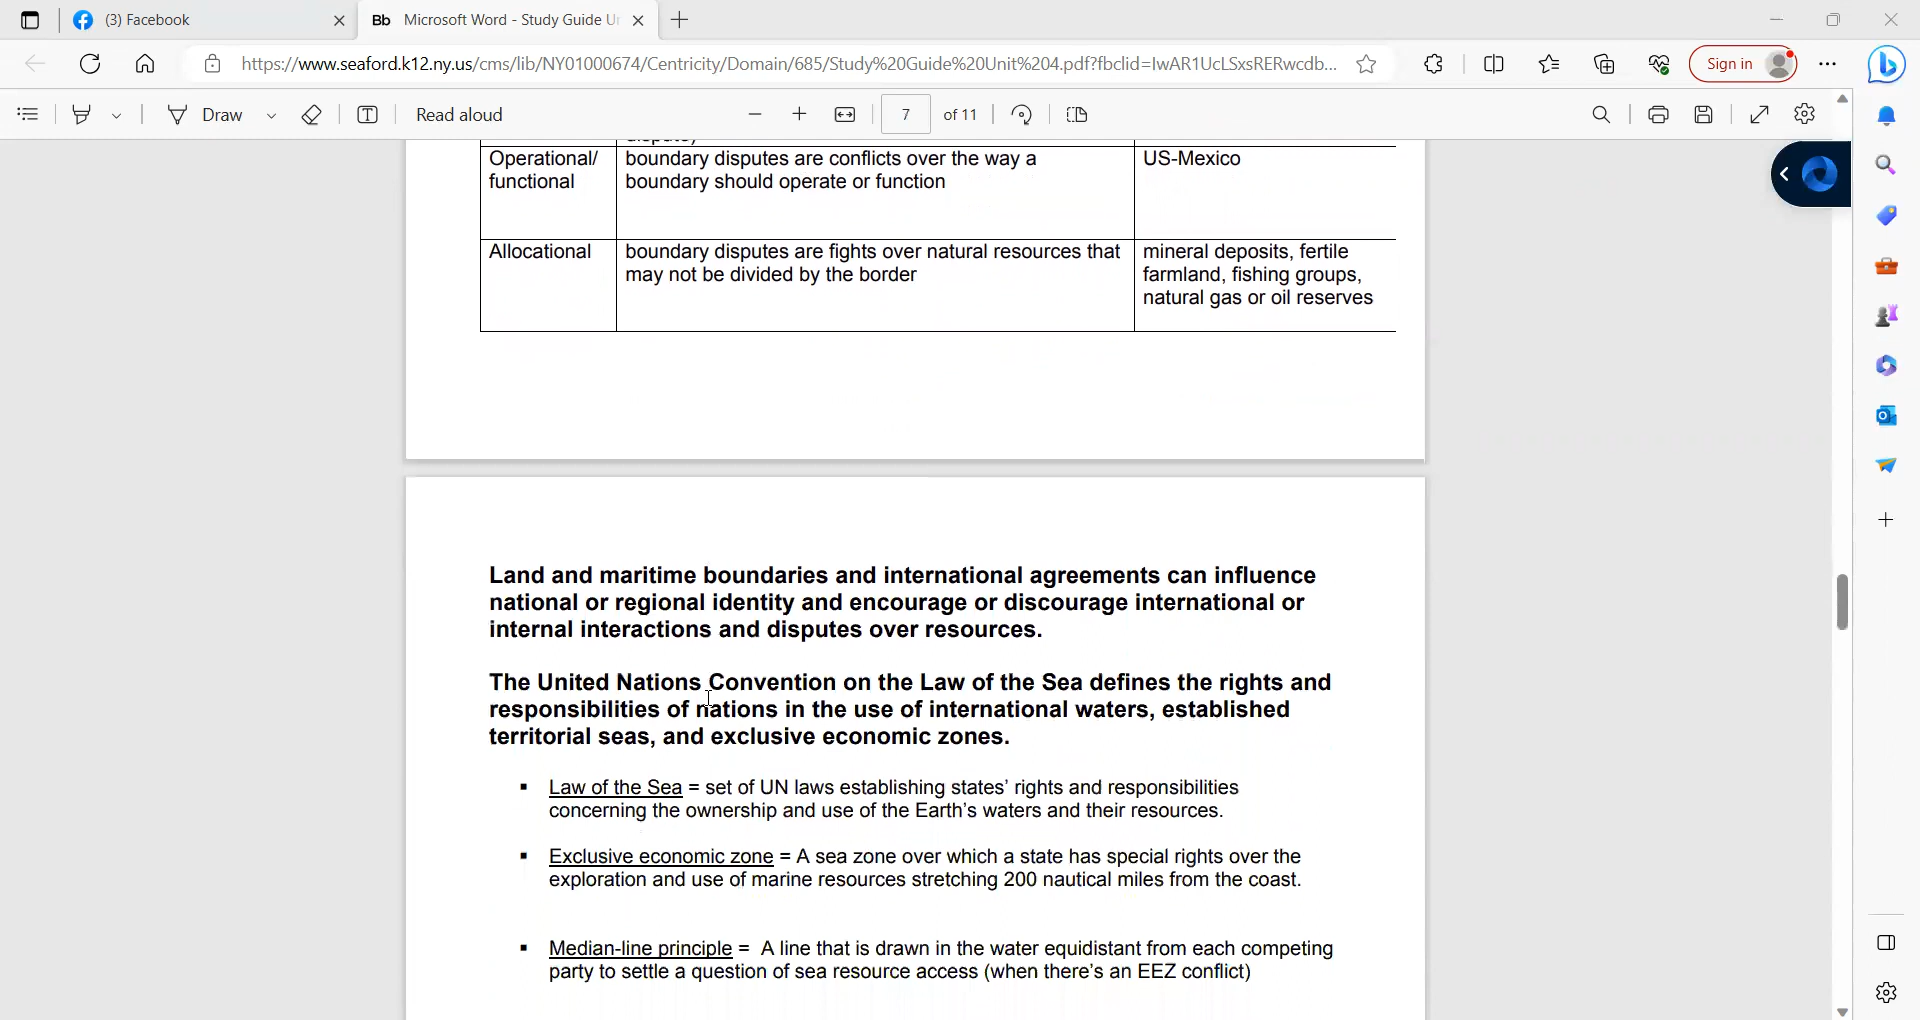 (3) Facebook
Bb Microsoft Word - Study Guide Un
https://www.seaford.k12.ny.us/cms/lib/NY01000674/Centricity/Domain/685/Study%20Guide%20Unit%204.pdf?fbclid=IwAR1UcLSxsRERwcdb...
Sign in
Draw
Read aloud
7 of 11
Operational/ boundary disputes are conflicts over the way a US-Mexico
functional boundary should operate or function
Allocational boundary disputes are fights over natural resources that mineral deposits, fertile
may not be divided by the border farmland, fishing groups,
natural gas or oil reserves
Land and maritime boundaries and international agreements can influence
national or regional identity and encourage or discourage international or
internal interactions and disputes over resources.
The United Nations Convention on the Law of the Sea defines the rights and
responsibilities of nations in the use of international waters, established
territorial seas, and exclusive economic zones.
▪ Law of the Sea = set of UN laws establishing states’ rights and responsibilities
concerning the ownership and use of the Earth’s waters and their resources.
▪ Exclusive economic zone = A sea zone over which a state has special rights over the
exploration and use of marine resources stretching 200 nautical miles from the coast.
▪ Median-line principle = A line that is drawn in the water equidistant from each competing
party to settle a question of sea resource access (when there’s an EEZ conflict)